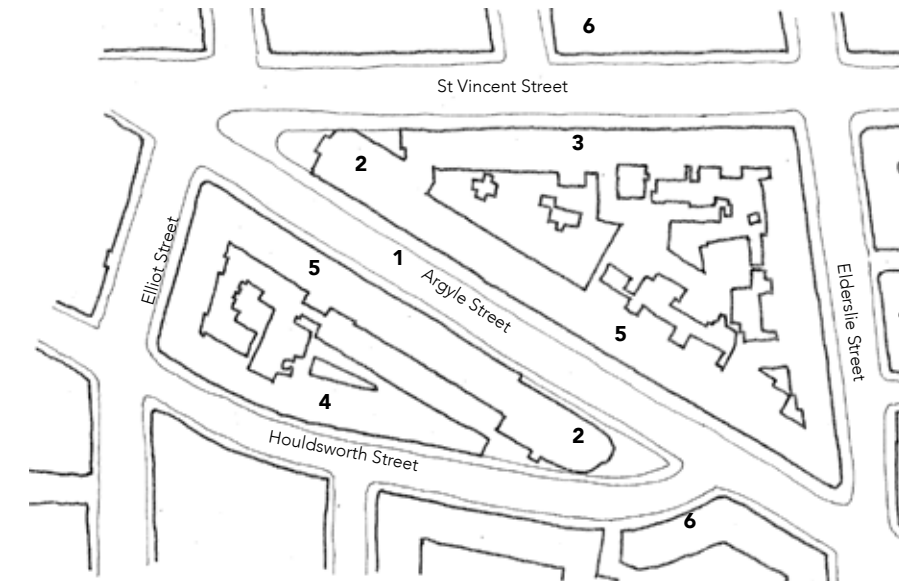 6
St Vincent Street
3
2
Elliot Street
1
5
Argyle Street
Elderslie Street
5
4
Houldsworth Street
2
6